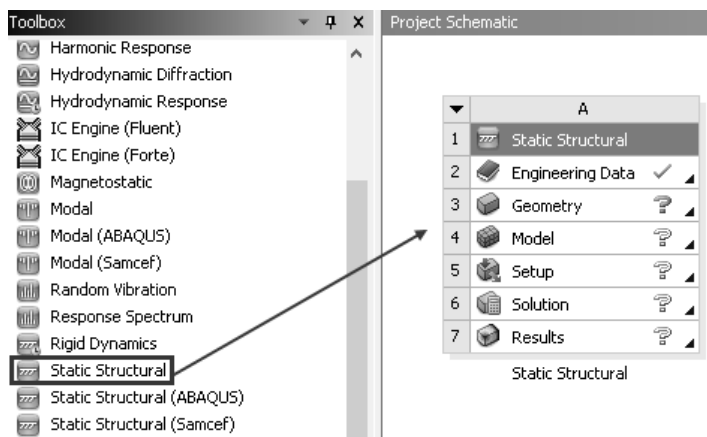 Toolbox
Harmonic Response
Hydrodynamic Diffraction
Hydrodynamic Response
IC Engine (Fluent)
IC Engine (Forte)
Magnetostatic
Modal
Modal (ABAQUS)
Modal (Samcef)
Random Vibration
Response Spectrum
Rigid Dynamics
Static Structural
Static Structural (ABAQUS)
Static Structural (Samcef)
Project Schematic
A
1 Static Structural
2 Engineering Data
3 Geometry
4 Model
5 Setup
6 Solution
7 Results
Static Structural